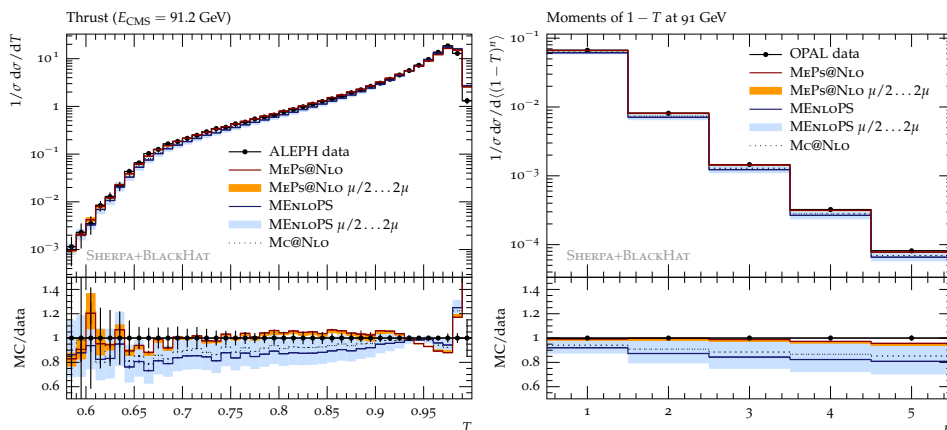 Thrust (E_CMS = 91.2 GeV)
1/σ dσ/dT
10^1
1
10^−1
10^−2
10^−3
ALEPH data
MEPS@NLO
MEPS@NLO μ/2...2μ
MENLOPS
MENLOPS μ/2...2μ
MC@NLO
SHERPA+BLACKHAT
MC/data
1.4
1.2
1
0.8
0.6
0.6 0.65 0.7 0.75 0.8 0.85 0.9 0.95
T
Moments of 1 − T at 91 GeV
1/σ dσ/d⟨(1 − T)^n⟩
10^−1
10^−2
10^−3
10^−4
OPAL data
MEPS@NLO
MEPS@NLO μ/2...2μ
MENLOPS
MENLOPS μ/2...2μ
MC@NLO
SHERPA+BLACKHAT
MC/data
1.4
1.2
1
0.8
0.6
1 2 3 4 5